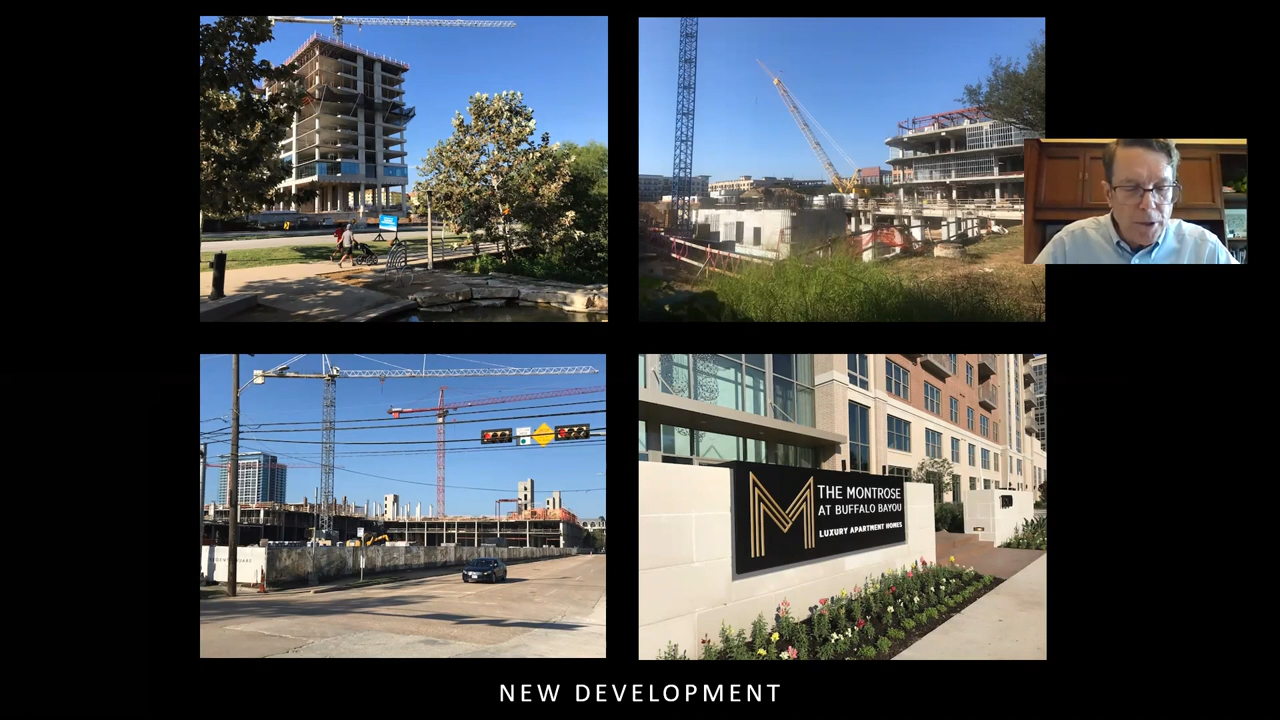 M
THE MONTROSE
AT BUFFALO BAYOU
LUXURY APARTMENT HOMES
NEW DEVELOPMENT